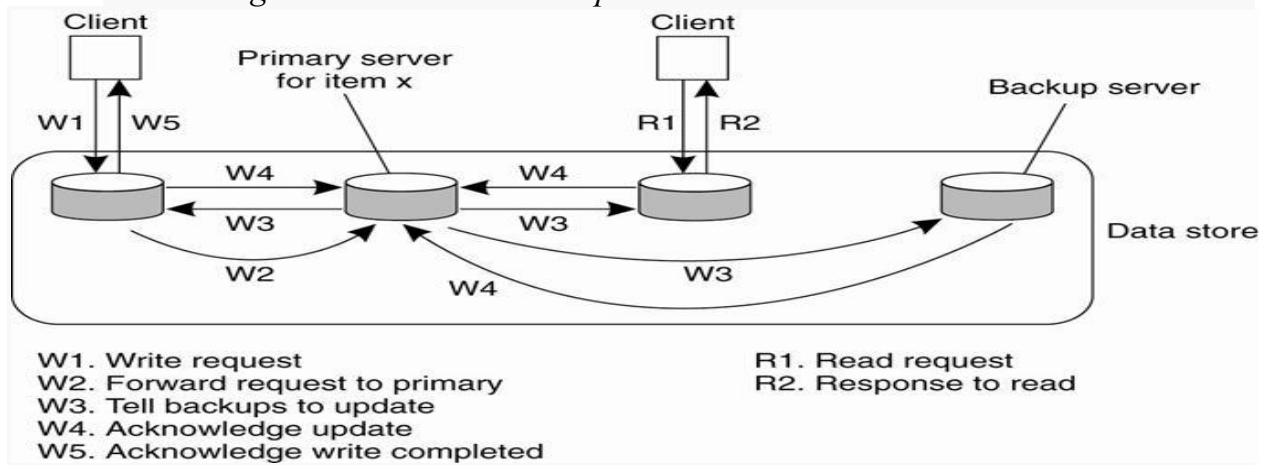 Client
Client
Primary server
for item x
Backup server
W1
W5
R1
R2
W4
W4
W3
W3
Data store
W2
W3
W4
W1. Write request
W2. Forward request to primary
W3. Tell backups to update
W4. Acknowledge update
W5. Acknowledge write completed
R1. Read request
R2. Response to read